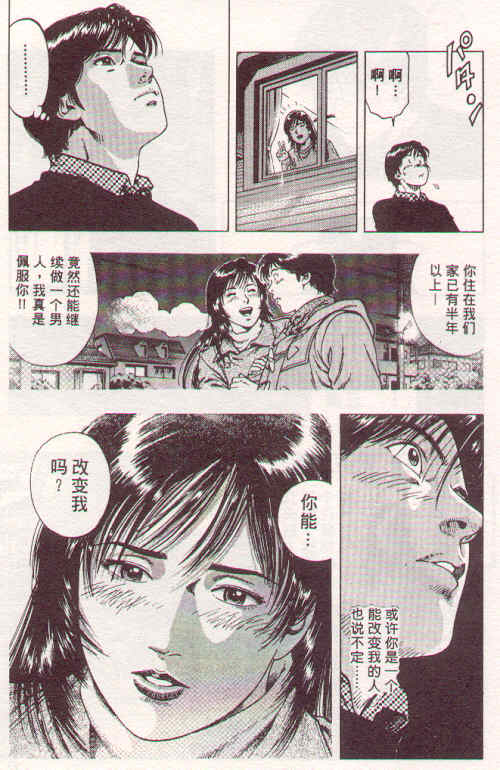 パチン
啊…
啊！
…………
你住在我们
家已有半年
以上—
竟然还能继
续做一个男
人，我真是
佩服你!!
或许你是一个
能改变我的人
也说不定……
你能…
改变我
吗？